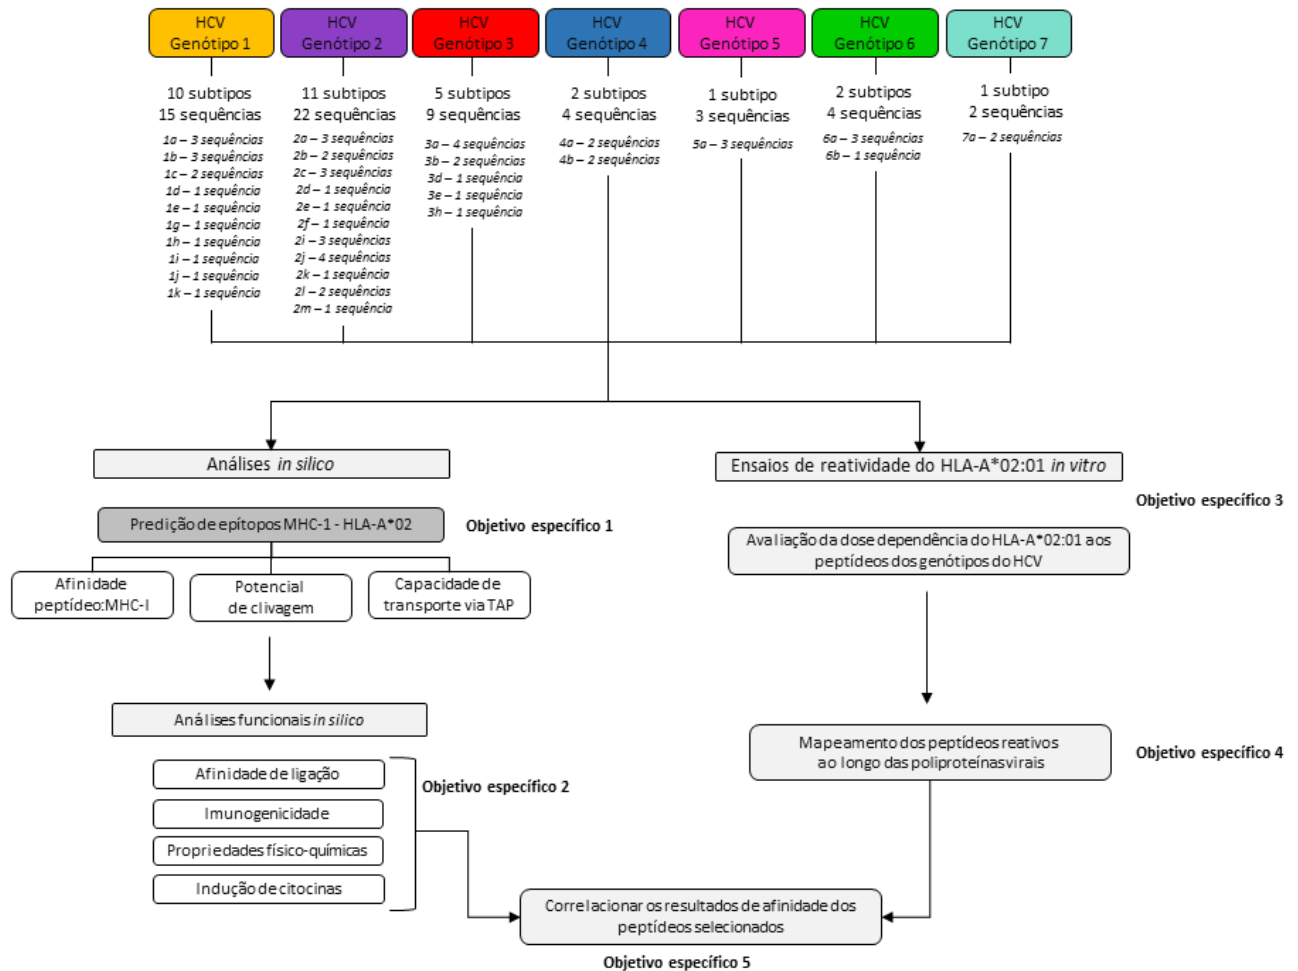 HCV
Genótipo 1
HCV
Genótipo 2
HCV
Genótipo 3
HCV
Genótipo 4
HCV
Genótipo 5
HCV
Genótipo 6
HCV
Genótipo 7
10 subtipos
15 sequências
1a – 3 sequências
1b – 3 sequências
1c – 2 sequências
1d – 1 sequência
1e – 1 sequência
1g – 1 sequência
1h – 1 sequência
1i – 1 sequência
1j – 1 sequência
1k – 1 sequência
11 subtipos
22 sequências
2a – 3 sequências
2b – 2 sequências
2c – 3 sequências
2d – 1 sequência
2e – 1 sequência
2f – 1 sequência
2i – 3 sequências
2j – 4 sequências
2k – 1 sequência
2l – 2 sequências
2m – 1 sequência
5 subtipos
9 sequências
3a – 4 sequências
3b – 2 sequências
3d – 1 sequência
3e – 1 sequência
3h – 1 sequência
2 subtipos
4 sequências
4a – 2 sequências
4b – 2 sequências
1 subtipo
3 sequências
5a – 3 sequências
2 subtipos
4 sequências
6a – 3 sequências
6b – 1 sequência
1 subtipo
2 sequências
7a – 2 sequências
Análises in silico
Predição de epítopos MHC-1 - HLA-A*02
Objetivo específico 1
Afinidade
peptídeo:MHC-I
Potencial
de clivagem
Capacidade de
transporte via TAP
Análises funcionais in silico
Afinidade de ligação
Imunogenicidade
Propriedades físico-químicas
Indução de citocinas
Objetivo específico 2
Ensaios de reatividade do HLA-A*02:01 in vitro
Objetivo específico 3
Avaliação da dose dependência do HLA-A*02:01 aos
peptídeos dos genótipos do HCV
Mapeamento dos peptídeos reativos
ao longo das poliproteínas virais
Objetivo específico 4
Correlacionar os resultados de afinidade dos
peptídeos selecionados
Objetivo específico 5